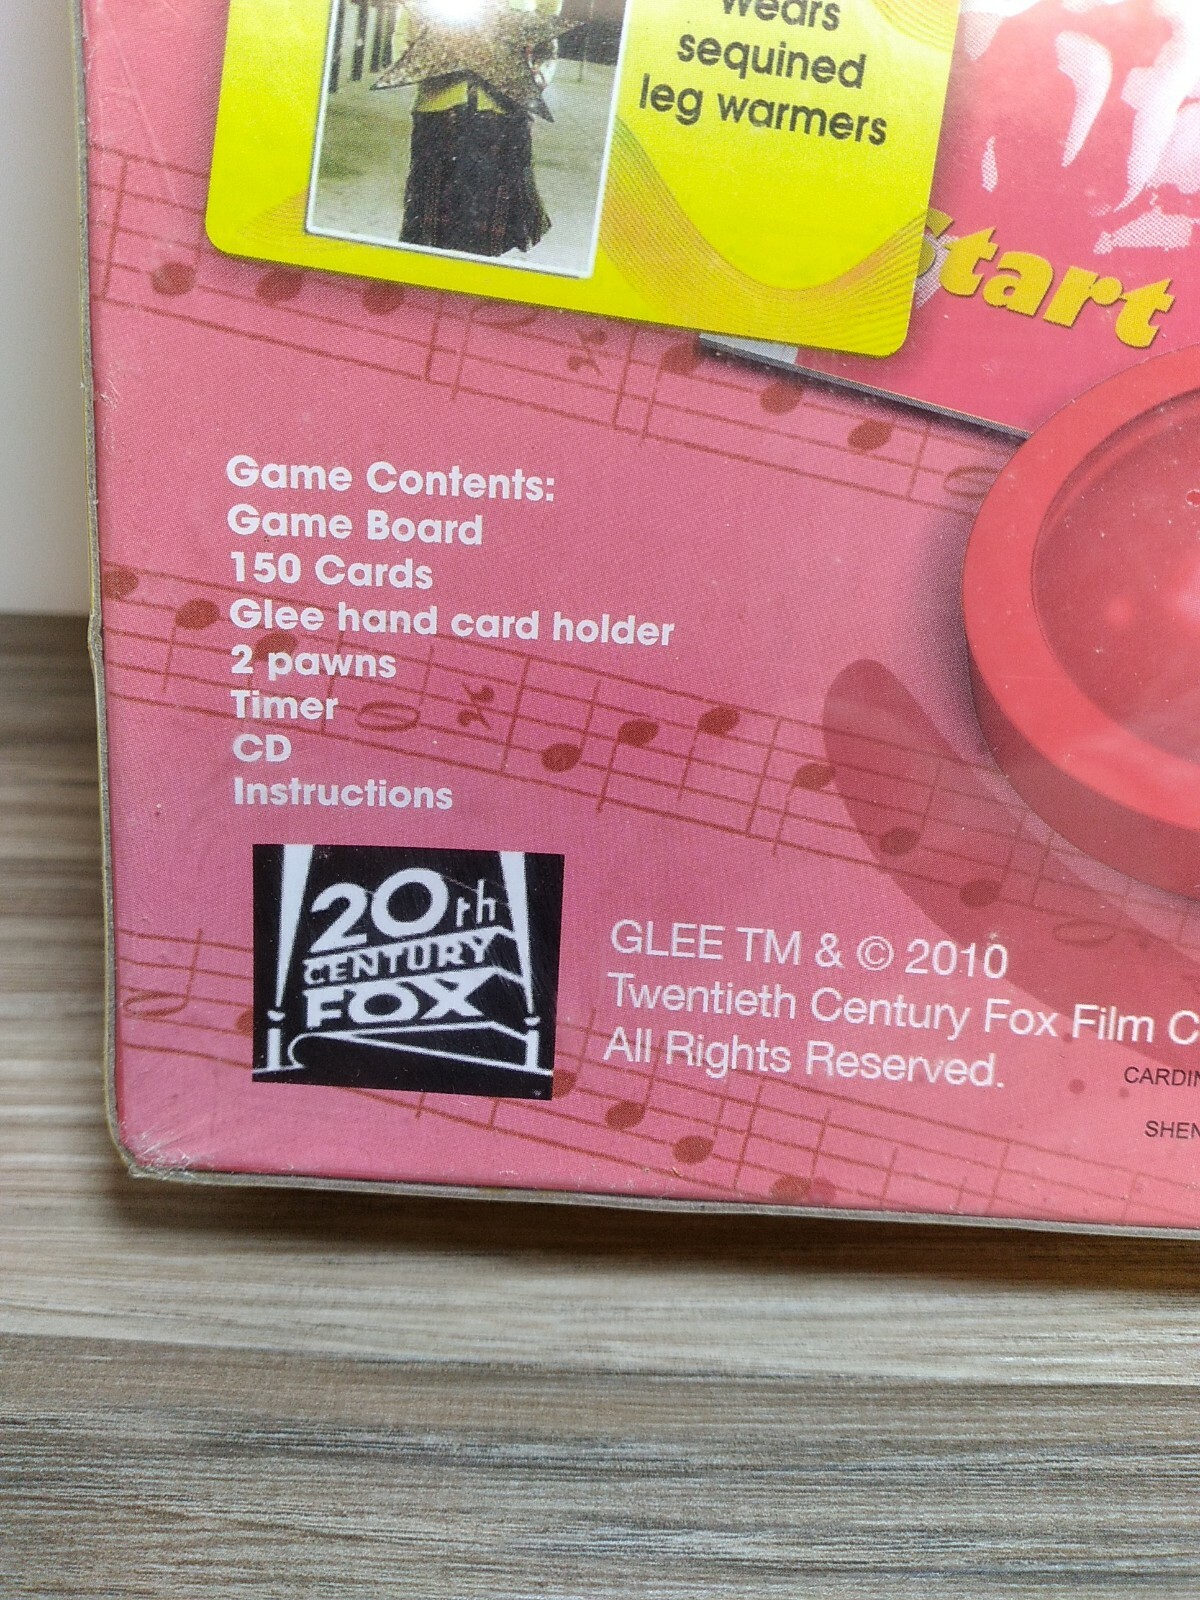 wears
sequined
leg warmers
Start
Game Contents:
Game Board
150 Cards
Glee hand card holder
2 pawns
Timer
CD
Instructions
20th
CENTURY
FOX
GLEE TM & © 2010
Twentieth Century Fox Film C
All Rights Reserved.
CARDIN
SHEN